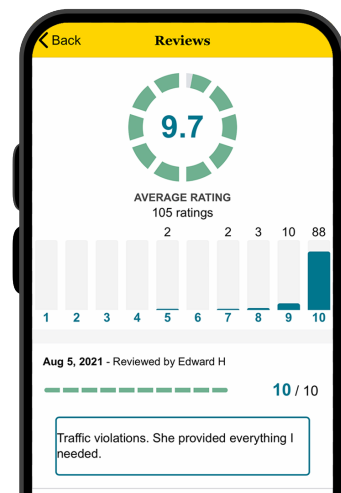 Back
Reviews
9.7
AVERAGE RATING
105 ratings
2 2 3 10 88
1 2 3 4 5 6 7 8 9 10
Aug 5, 2021 - Reviewed by Edward H
10 / 10
Traffic violations. She provided everything I
needed.